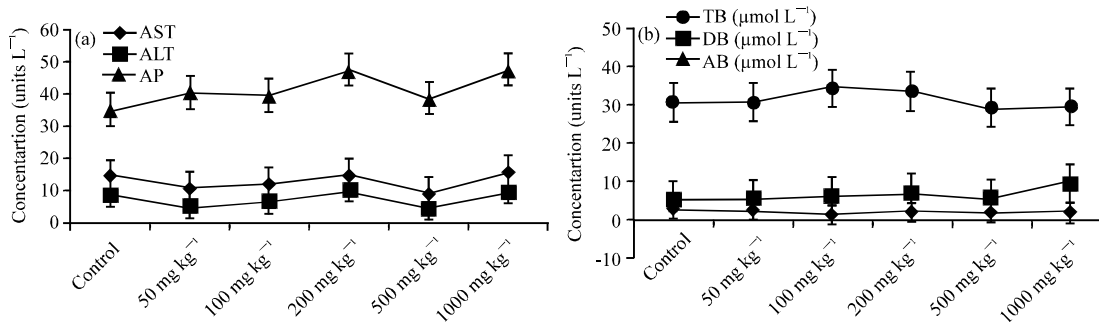 (a)
AST
ALT
AP
Concentartion (units L⁻¹)
60
50
40
30
20
10
0
Control
50 mg kg⁻¹
100 mg kg⁻¹
200 mg kg⁻¹
500 mg kg⁻¹
1000 mg kg⁻¹
(b)
TB (µmol L⁻¹)
DB (µmol L⁻¹)
AB (µmol L⁻¹)
Concentartion (units L⁻¹)
50
40
30
20
10
0
-10
Control
50 mg kg⁻¹
100 mg kg⁻¹
200 mg kg⁻¹
500 mg kg⁻¹
1000 mg kg⁻¹